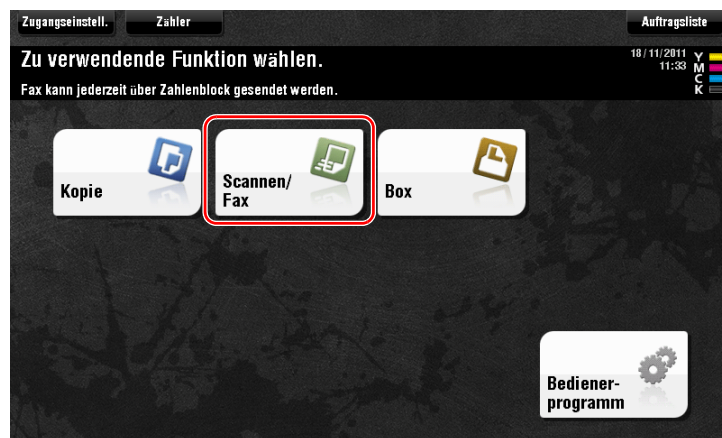 Zugangseinstell. Zähler Auftragsliste
Zu verwendende Funktion wählen.
Fax kann jederzeit über Zahlenblock gesendet werden.
18/11/2011
11:33
Y
M
C
K
Kopie
Scannen/
Fax
Box
Bediener-
programm